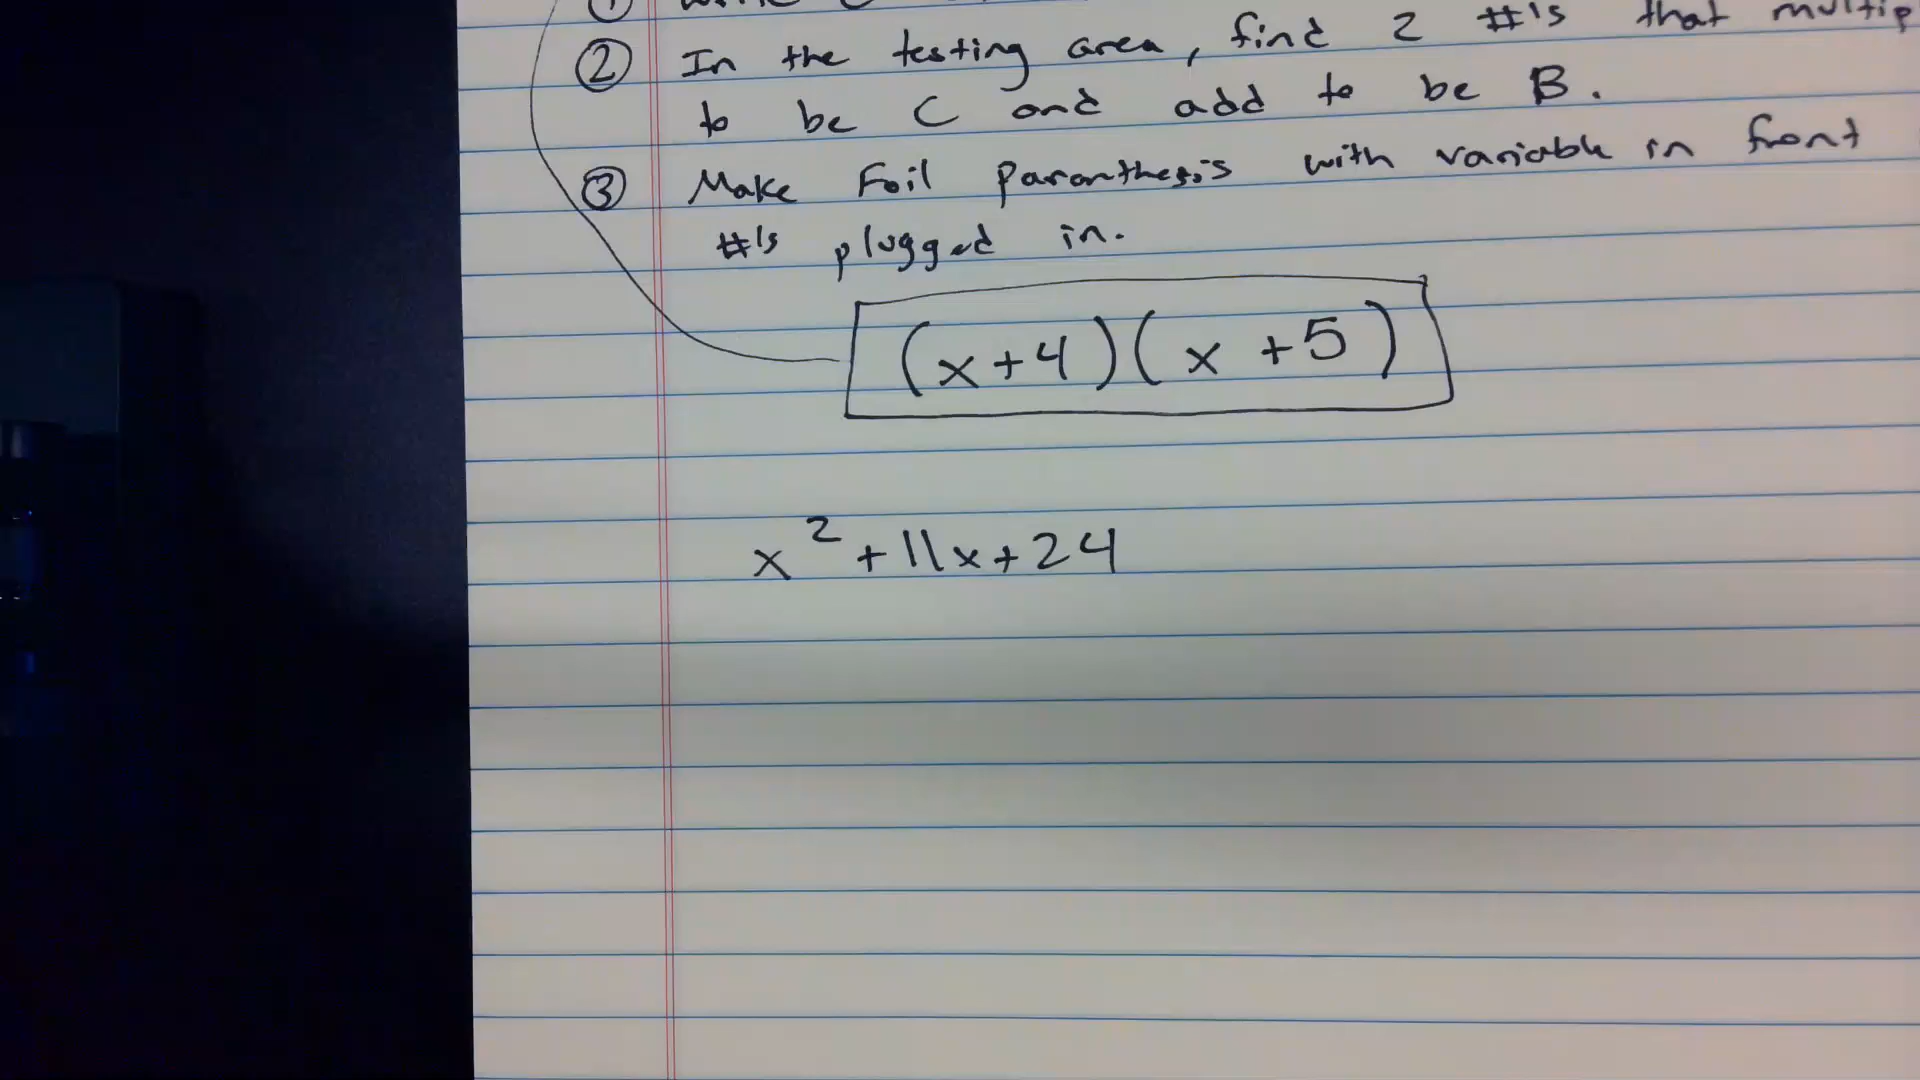 ②  In the testing area, find 2 #'s that
to be C and add to be B.
③  Make Foil Paranthesis with variable in front
#'s plugged in.
(x+4)(x +5)
x² +11x+24